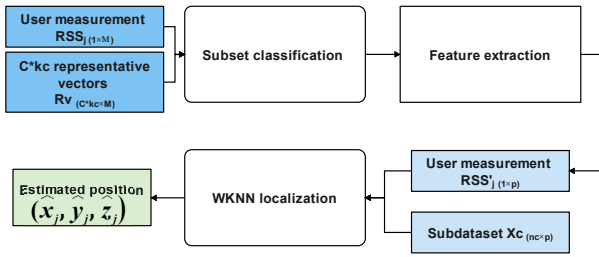 User measurement
RSSj (1×M)
C*kc representative
vectors
Rv (C*kc×M)
Subset classification
Feature extraction
User measurement
RSS'j (1×p)
Subdataset Xc (nc×p)
WKNN localization
Estimated position
(x̂j, ŷj, ẑj)